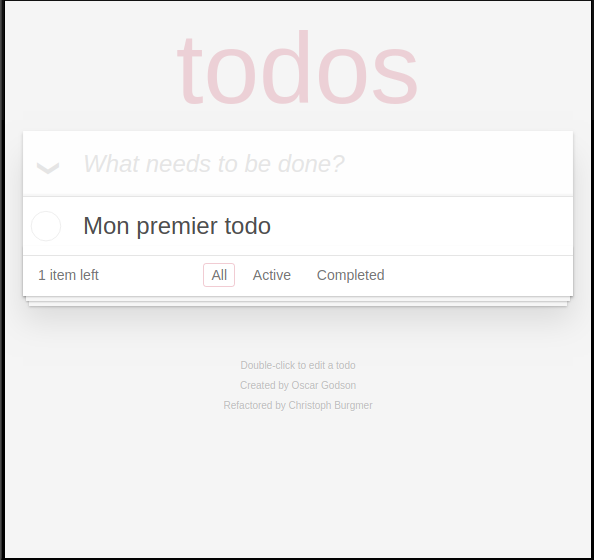 todos
What needs to be done?
Mon premier todo
1 item left All Active Completed
Double-click to edit a todo
Created by Oscar Godson
Refactored by Christoph Burgmer